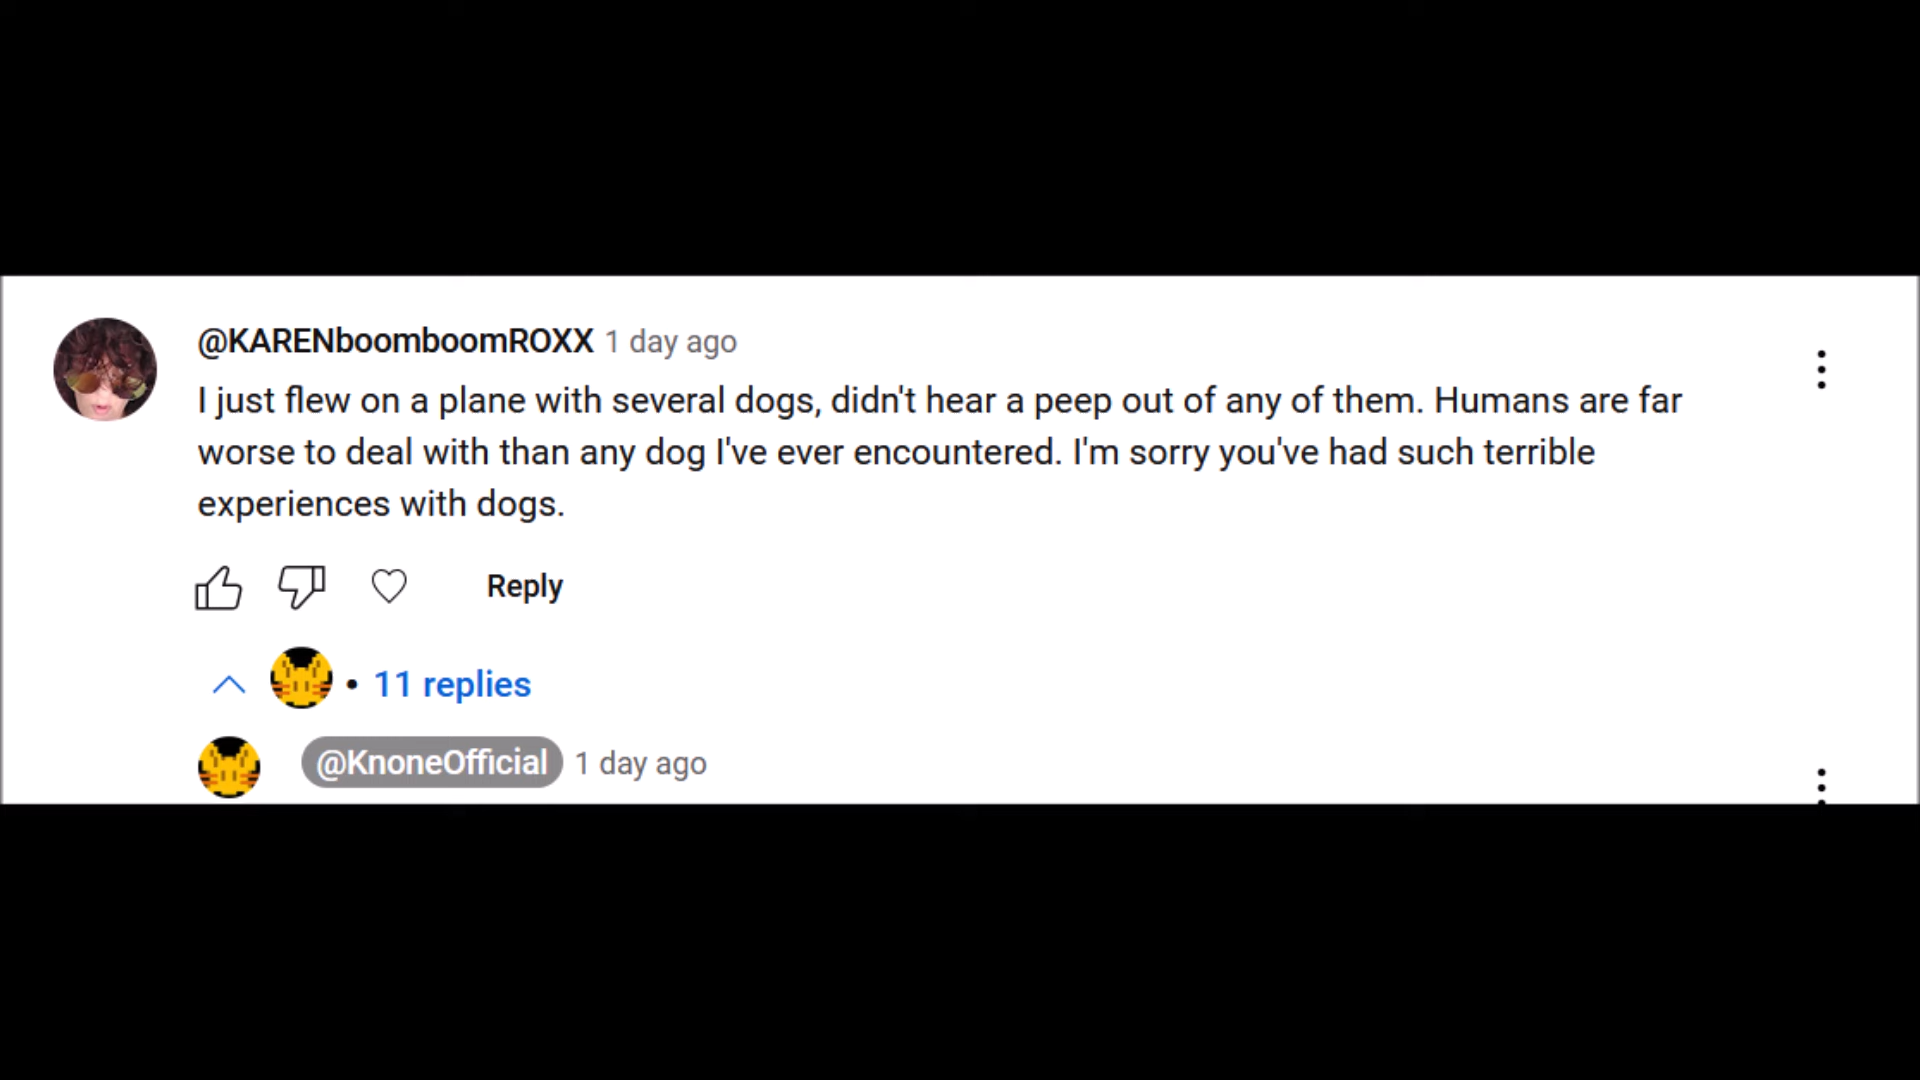 @KARENboomboomROXX 1 day ago
I just flew on a plane with several dogs, didn't hear a peep out of any of them. Humans are far
worse to deal with than any dog I've ever encountered. I'm sorry you've had such terrible
experiences with dogs.
Reply
• 11 replies
@KnoneOfficial 1 day ago